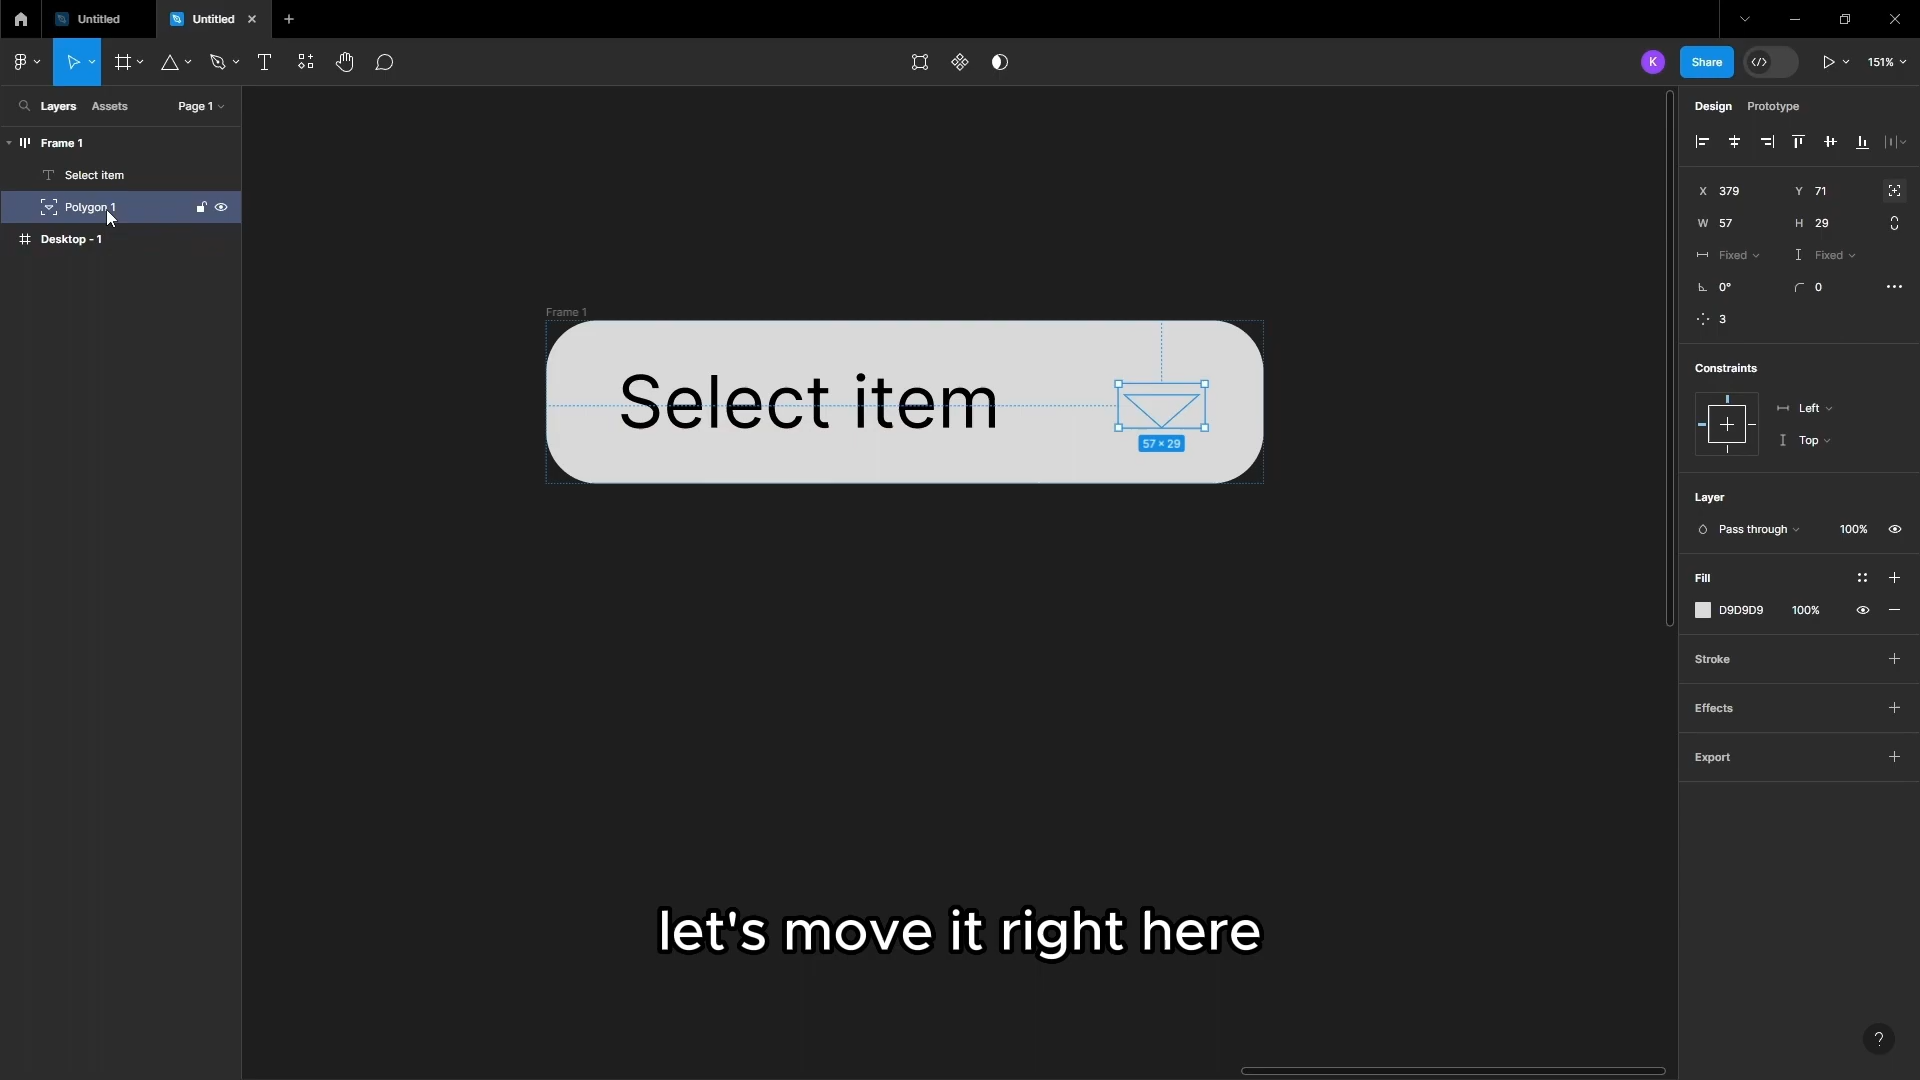 Untitled
Untitled
K
Share
151%
Layers
Assets
Page 1
Design
Prototype
Frame 1
Select item
Polygon 1
Desktop - 1
X 379
Y 71
W 57
H 29
Fixed
Fixed
0°
0
3
Constraints
Left
Top
Layer
Pass through
100%
Fill
D9D9D9
100%
Stroke
Effects
Export
Frame 1
Select item
57 × 29
let's move it right here
?